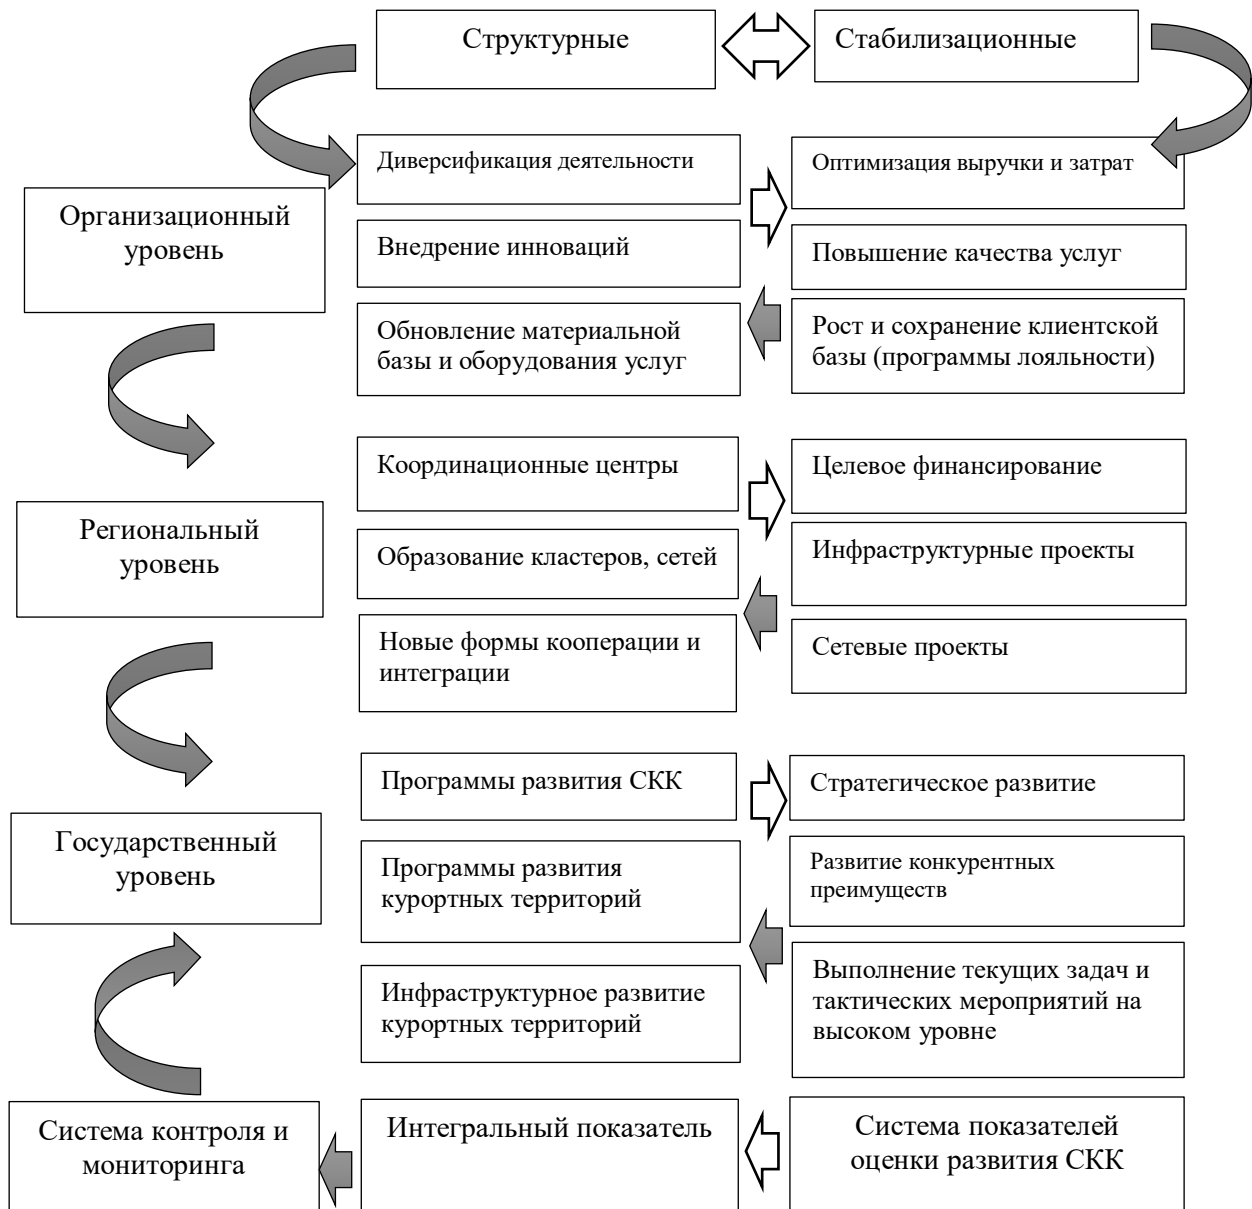 Структурные
Стабилизационные
Организационный
уровень
Диверсификация деятельности
Оптимизация выручки и затрат
Внедрение инноваций
Повышение качества услуг
Обновление материальной
базы и оборудования услуг
Рост и сохранение клиентской
базы (программы лояльности)
Региональный
уровень
Координационные центры
Целевое финансирование
Образование кластеров, сетей
Инфраструктурные проекты
Новые формы кооперации и
интеграции
Сетевые проекты
Государственный
уровень
Программы развития СКК
Стратегическое развитие
Программы развития
курортных территорий
Развитие конкурентных
преимуществ
Инфраструктурное развитие
курортных территорий
Выполнение текущих задач и
тактических мероприятий на
высоком уровне
Система контроля и
мониторинга
Интегральный показатель
Система показателей
оценки развития СКК